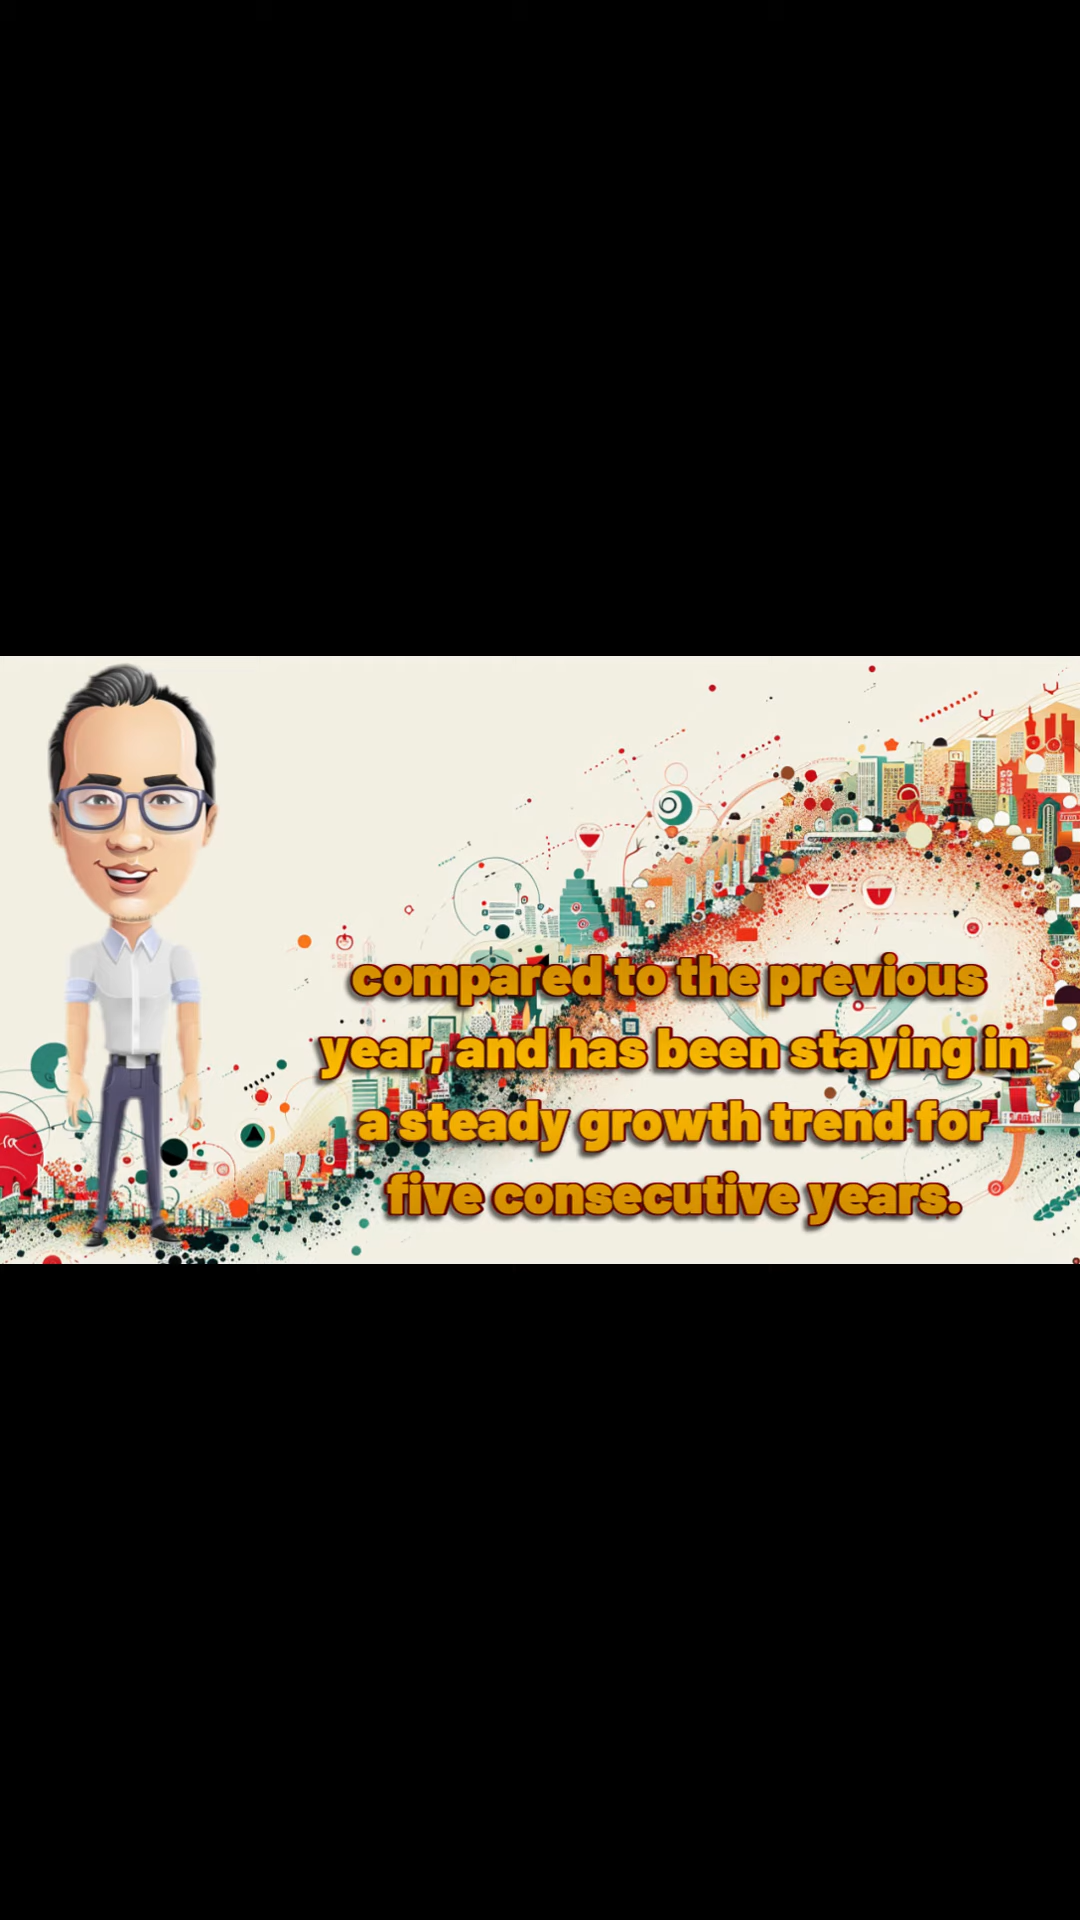 compared to the previous
year, and has been staying in
a steady growth trend for
five consecutive years.